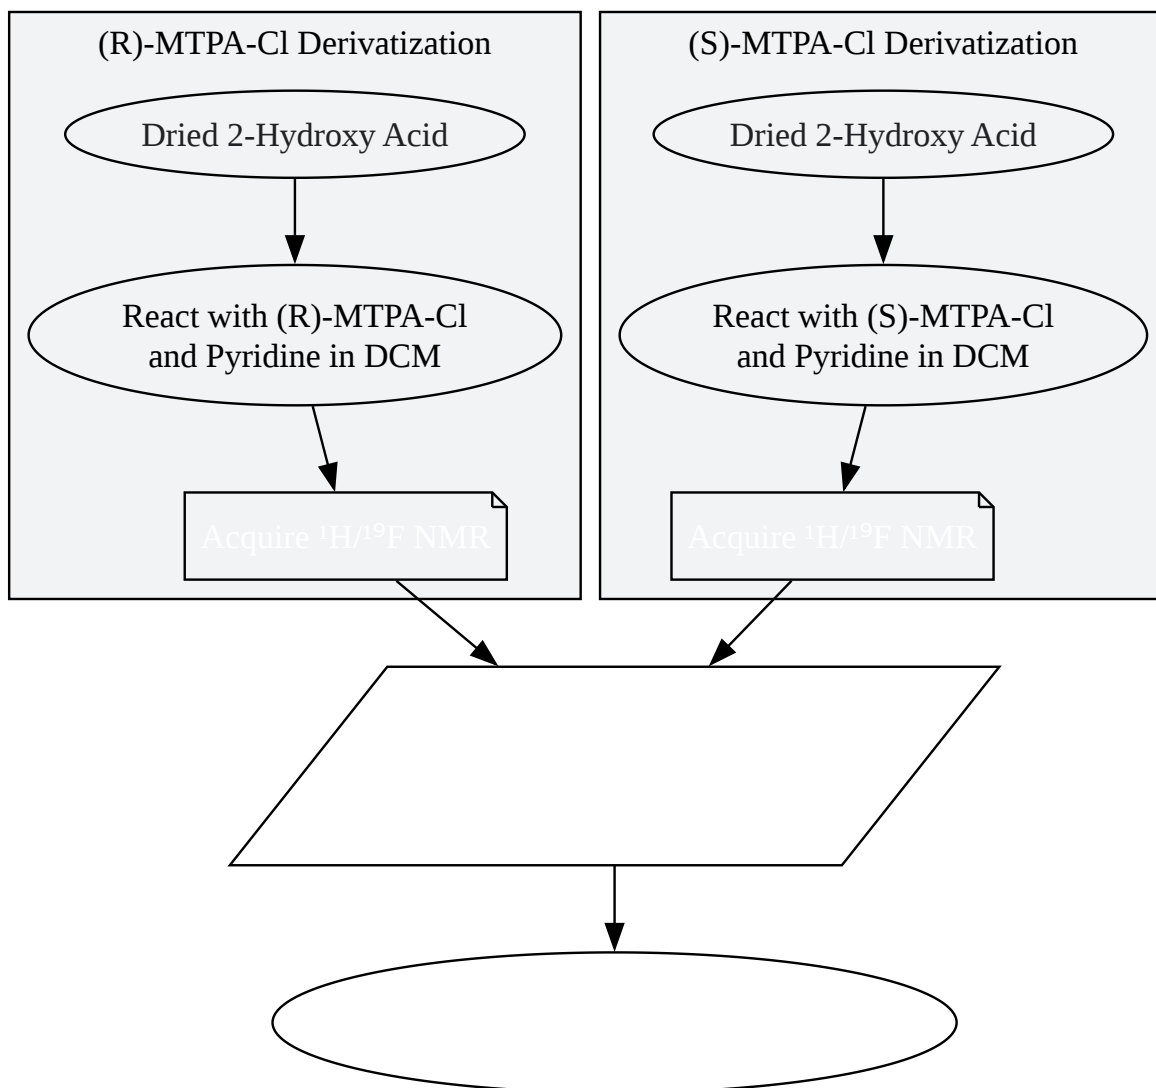 (R)-MTPA-Cl Derivatization
Dried 2-Hydroxy Acid
React with (R)-MTPA-Cl
and Pyridine in DCM
Acquire ¹H/¹⁹F NMR
(S)-MTPA-Cl Derivatization
Dried 2-Hydroxy Acid
React with (S)-MTPA-Cl
and Pyridine in DCM
Acquire ¹H/¹⁹F NMR